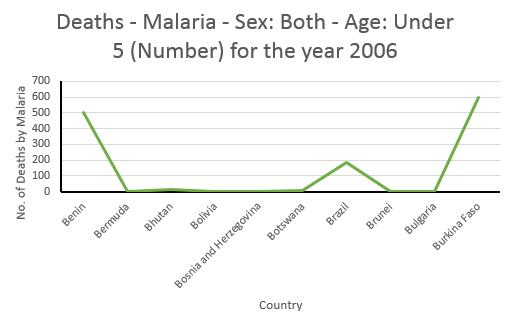 Deaths - Malaria - Sex: Both - Age: Under
5 (Number) for the year 2006
No. of Deaths by Malaria
700
600
500
400
300
200
100
0
Benin
Bermuda
Bhutan
Bolivia
Bosnia and Herzegovina
Botswana
Brazil
Brunei
Bulgaria
Burkina Faso
Country